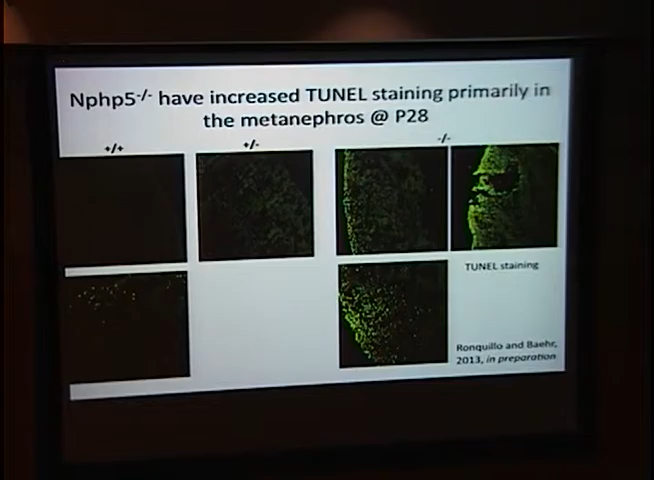 Nphp5-/- have increased TUNEL staining primarily in
the metanephros @ P28
+/+
+/-
-/-
TUNEL staining
Ronquillo and Baehr,
2013, in preparation